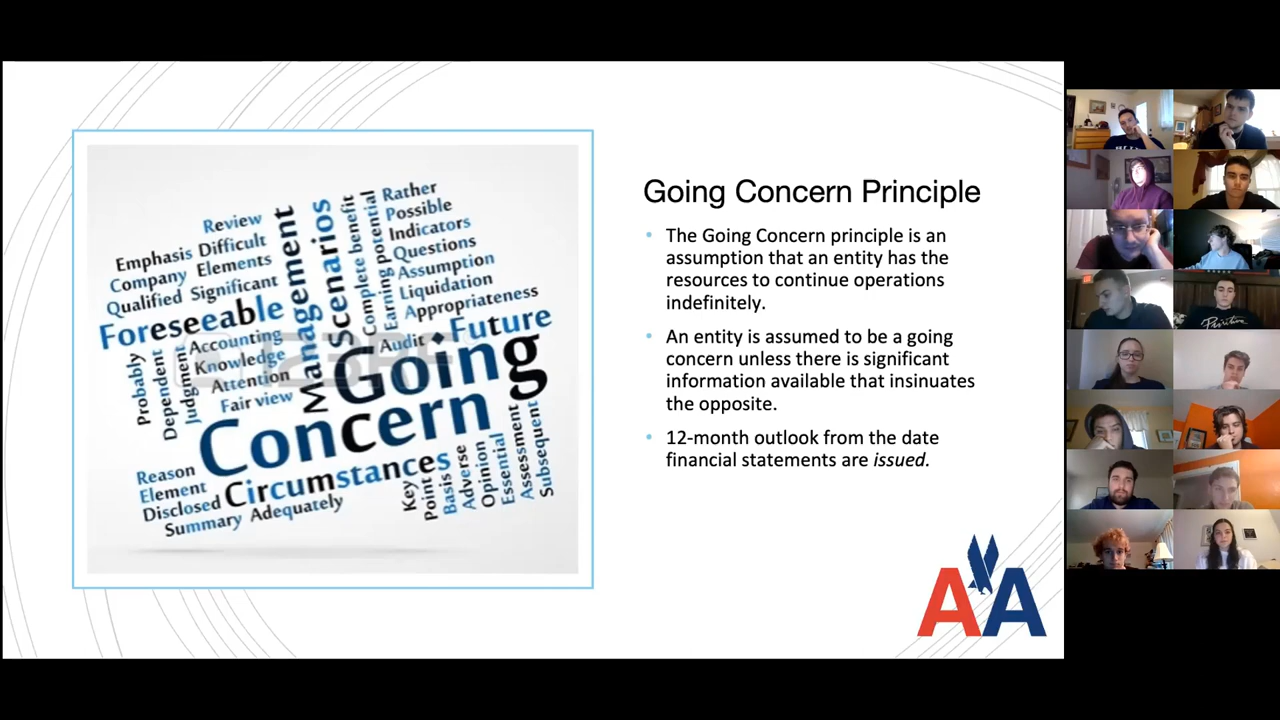 Going Concern Principle
The Going Concern principle is an
assumption that an entity has the
resources to continue operations
indefinitely.
An entity is assumed to be a going
concern unless there is significant
information available that insinuates
the opposite.
12-month outlook from the date
financial statements are issued.
Review
Emphasis Difficult
Company Elements
Qualified Significant
Foreseeable
Accounting
Knowledge
Attention
Fair view
Probably
Dependent
Judgment
Management
Scenarios
Complete benefit
Earning potential
Rather
Possible
Indicators
Questions
Assumption
Liquidation
Appropriateness
Audit
Future
Going
Concern
Reason
Element
Disclosed
Circumstances
Summary Adequately
Key
Point
Basis
Adverse
Opinion
Essential
Assessment
Subsequent
AA